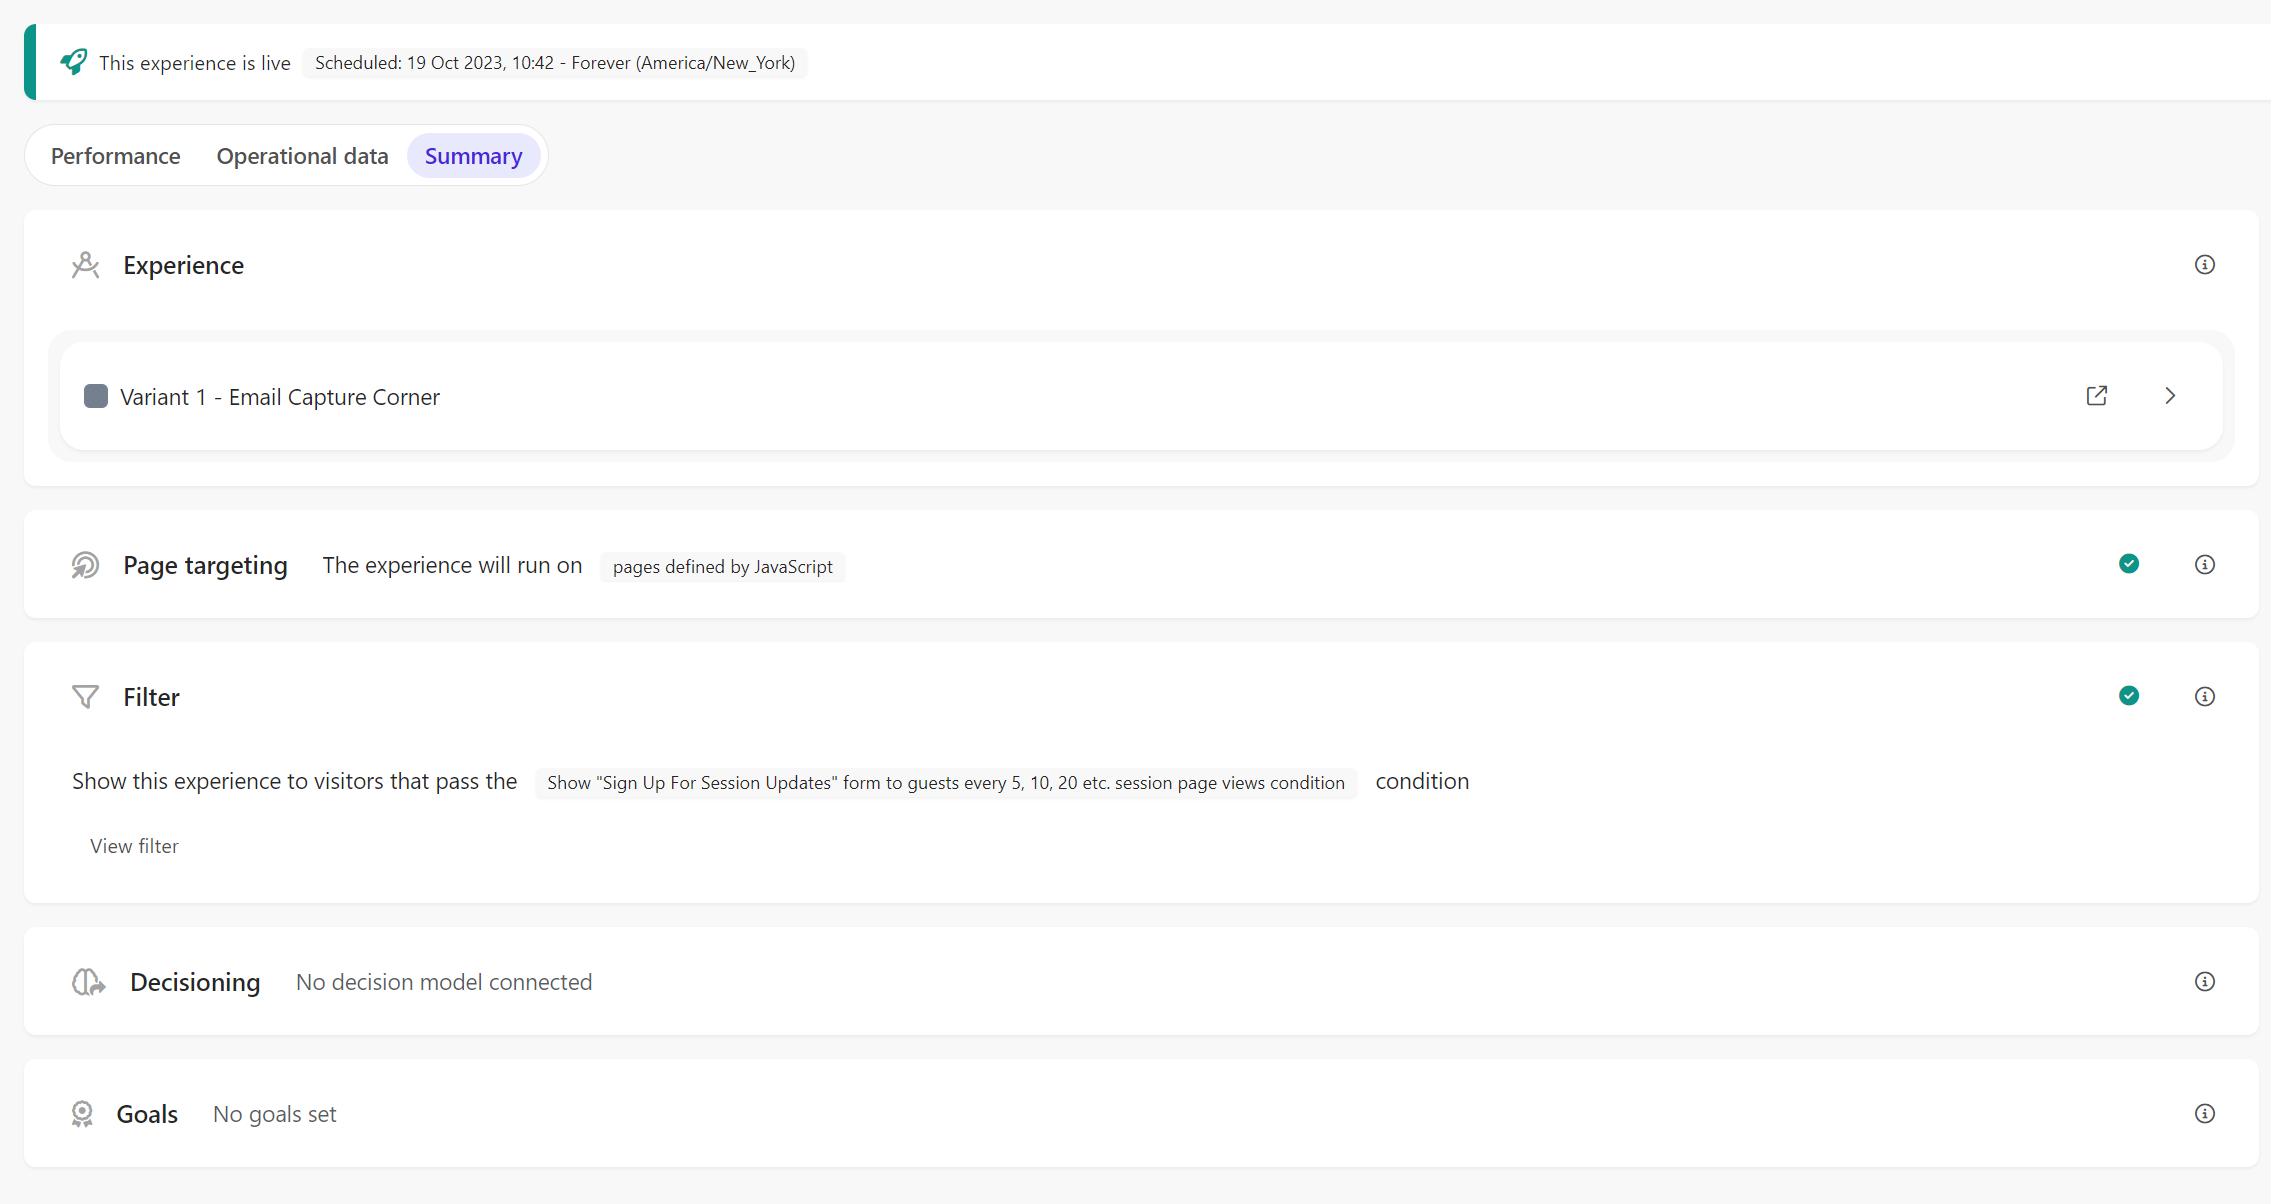 This experience is live Scheduled: 19 Oct 2023, 10:42 - Forever (America/New_York)
Performance Operational data Summary
Experience
Variant 1 - Email Capture Corner
Page targeting The experience will run on pages defined by JavaScript
Filter
Show this experience to visitors that pass the Show "Sign Up For Session Updates" form to guests every 5, 10, 20 etc. session page views condition condition
View filter
Decisioning No decision model connected
Goals No goals set